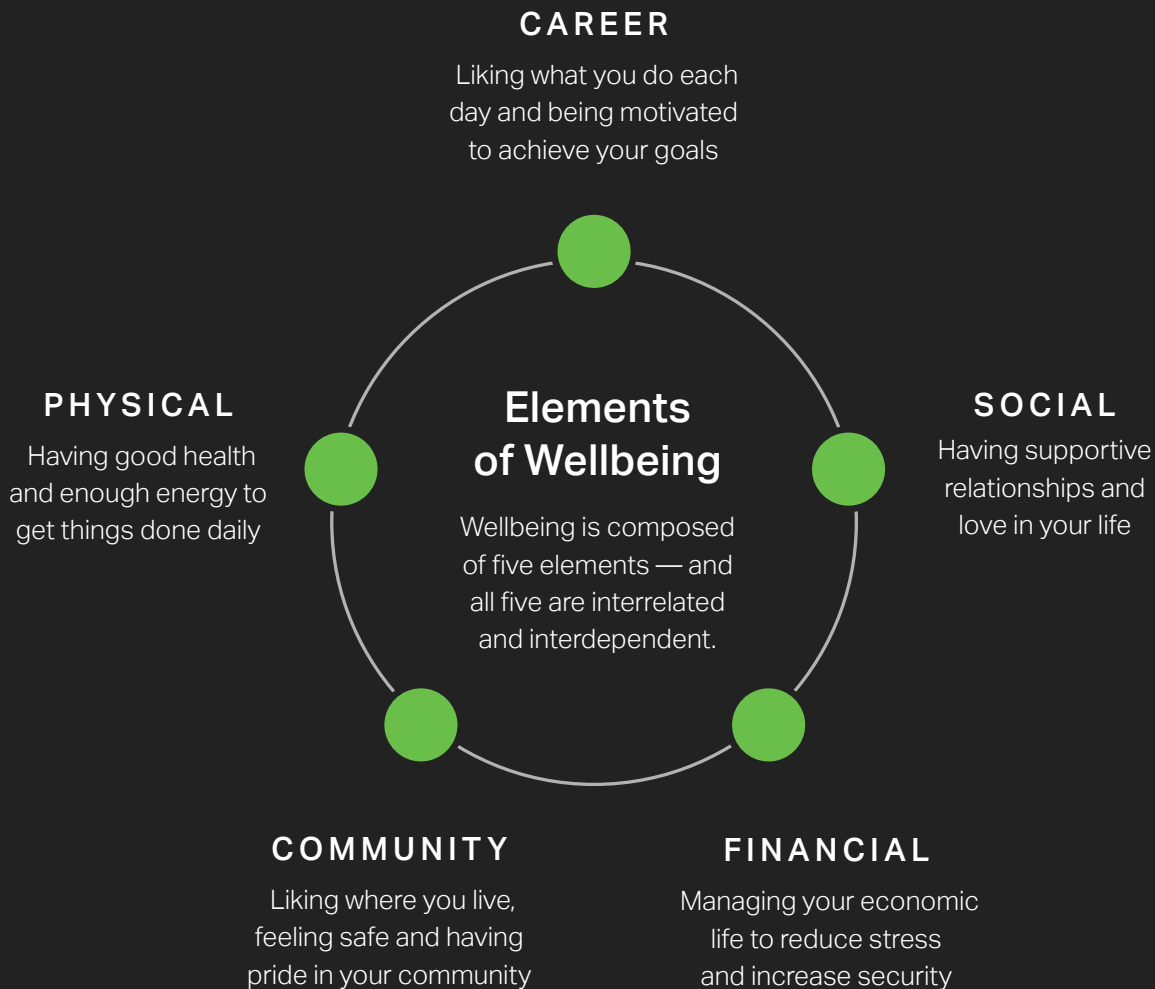 CAREER
Liking what you do each
day and being motivated
to achieve your goals
PHYSICAL
Having good health
and enough energy to
get things done daily
Elements
of Wellbeing
Wellbeing is composed
of five elements — and
all five are interrelated
and interdependent.
SOCIAL
Having supportive
relationships and
love in your life
COMMUNITY
Liking where you live,
feeling safe and having
pride in your community
FINANCIAL
Managing your economic
life to reduce stress
and increase security